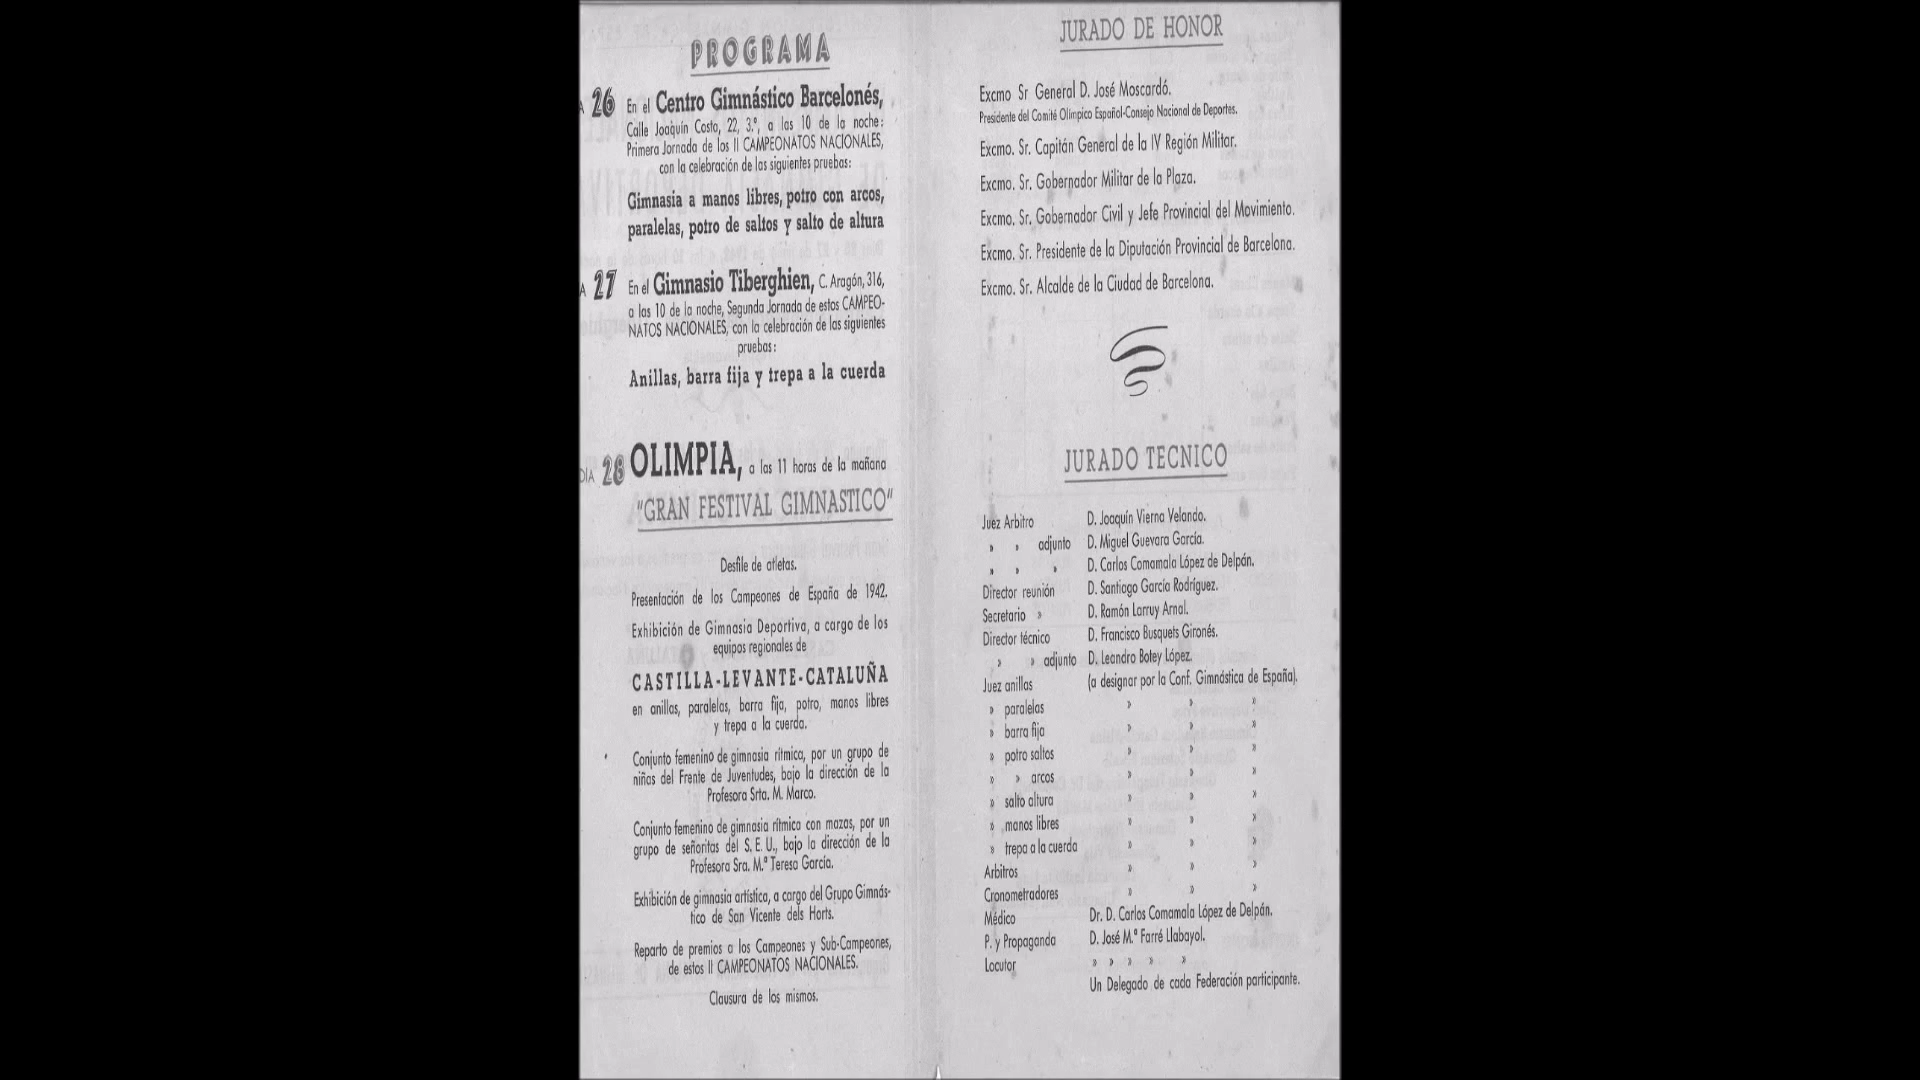 PROGRAMA
A 26 En el Centro Gimnástico Barcelonés,
Calle Joaquín Costa, 22, 3.º, a las 10 de la noche:
Primera Jornada de los II CAMPEONATOS NACIONALES,
con la celebración de las siguientes pruebas:
Gimnasia a manos libres, potro con arcos,
paralelas, potro de saltos y salto de altura
A 27 En el Gimnasio Tiberghien, C. Aragón, 316,
a las 10 de la noche, Segunda Jornada de estos CAMPEO-
NATOS NACIONALES, con la celebración de las siguientes
pruebas:
Anillas, barra fija y trepa a la cuerda
DIA 28 OLIMPIA, a las 11 horas de la mañana
"GRAN FESTIVAL GIMNASTICO"
Desfile de atletas.
Presentación de los Campeones de España de 1942.
Exhibición de Gimnasia Deportiva, a cargo de los
equipos regionales de
CASTILLA-LEVANTE-CATALUÑA
en anillas, paralelas, barra fija, potro, manos libres
y trepa a la cuerda.
Conjunto femenino de gimnasia rítmica, por un grupo de
niñas del Frente de Juventudes, bajo la dirección de la
Profesora Srta. M. Marco.
Conjunto femenino de gimnasia rítmica con mazas, por un
grupo de señoritas del S. E. U., bajo la dirección de la
Profesora Sra. M.ª Teresa García.
Exhibición de gimnasia artística, a cargo del Grupo Gimnás-
tico de San Vicente dels Horts.
Reparto de premios a los Campeones y Sub-Campeones,
de estos II CAMPEONATOS NACIONALES.
Clausura de los mismos.
JURADO DE HONOR
Excmo Sr General D. José Moscardó.
Presidente del Comité Olímpico Español-Consejo Nacional de Deportes.
Excmo. Sr. Capitán General de la IV Región Militar.
Excmo. Sr. Gobernador Militar de la Plaza.
Excmo. Sr, Gobernador Civil y Jefe Provincial del Movimiento.
Excmo. Sr. Presidente de la Diputación Provincial de Barcelona.
Excmo. Sr. Alcalde de la Ciudad de Barcelona.
JURADO TECNICO
Juez Arbitro D. Joaquín Vierna Velando.
» » adjunto D. Miguel Guevara García.
» » » D. Carlos Comamala López de Delpán.
Director reunión D. Santiago García Rodríguez.
Secretario » D. Ramón Larruy Arnal.
Director técnico D. Francisco Busquets Gironés.
» » adjunto D. Leandro Botey López.
Juez anillas (a designar por la Conf. Gimnástica de España).
» paralelas » » »
» barra fija » » »
» potro saltos » » »
» » arcos » » »
» salto altura » » »
» manos libres » » »
» trepa a la cuerda » » »
Arbitros » » »
Cronometradores » » »
Médico Dr. D. Carlos Comamala López de Delpán.
P. y Propaganda D. José M.ª Farré Llabayol.
Locutor » » » » »
Un Delegado de cada Federación participante.